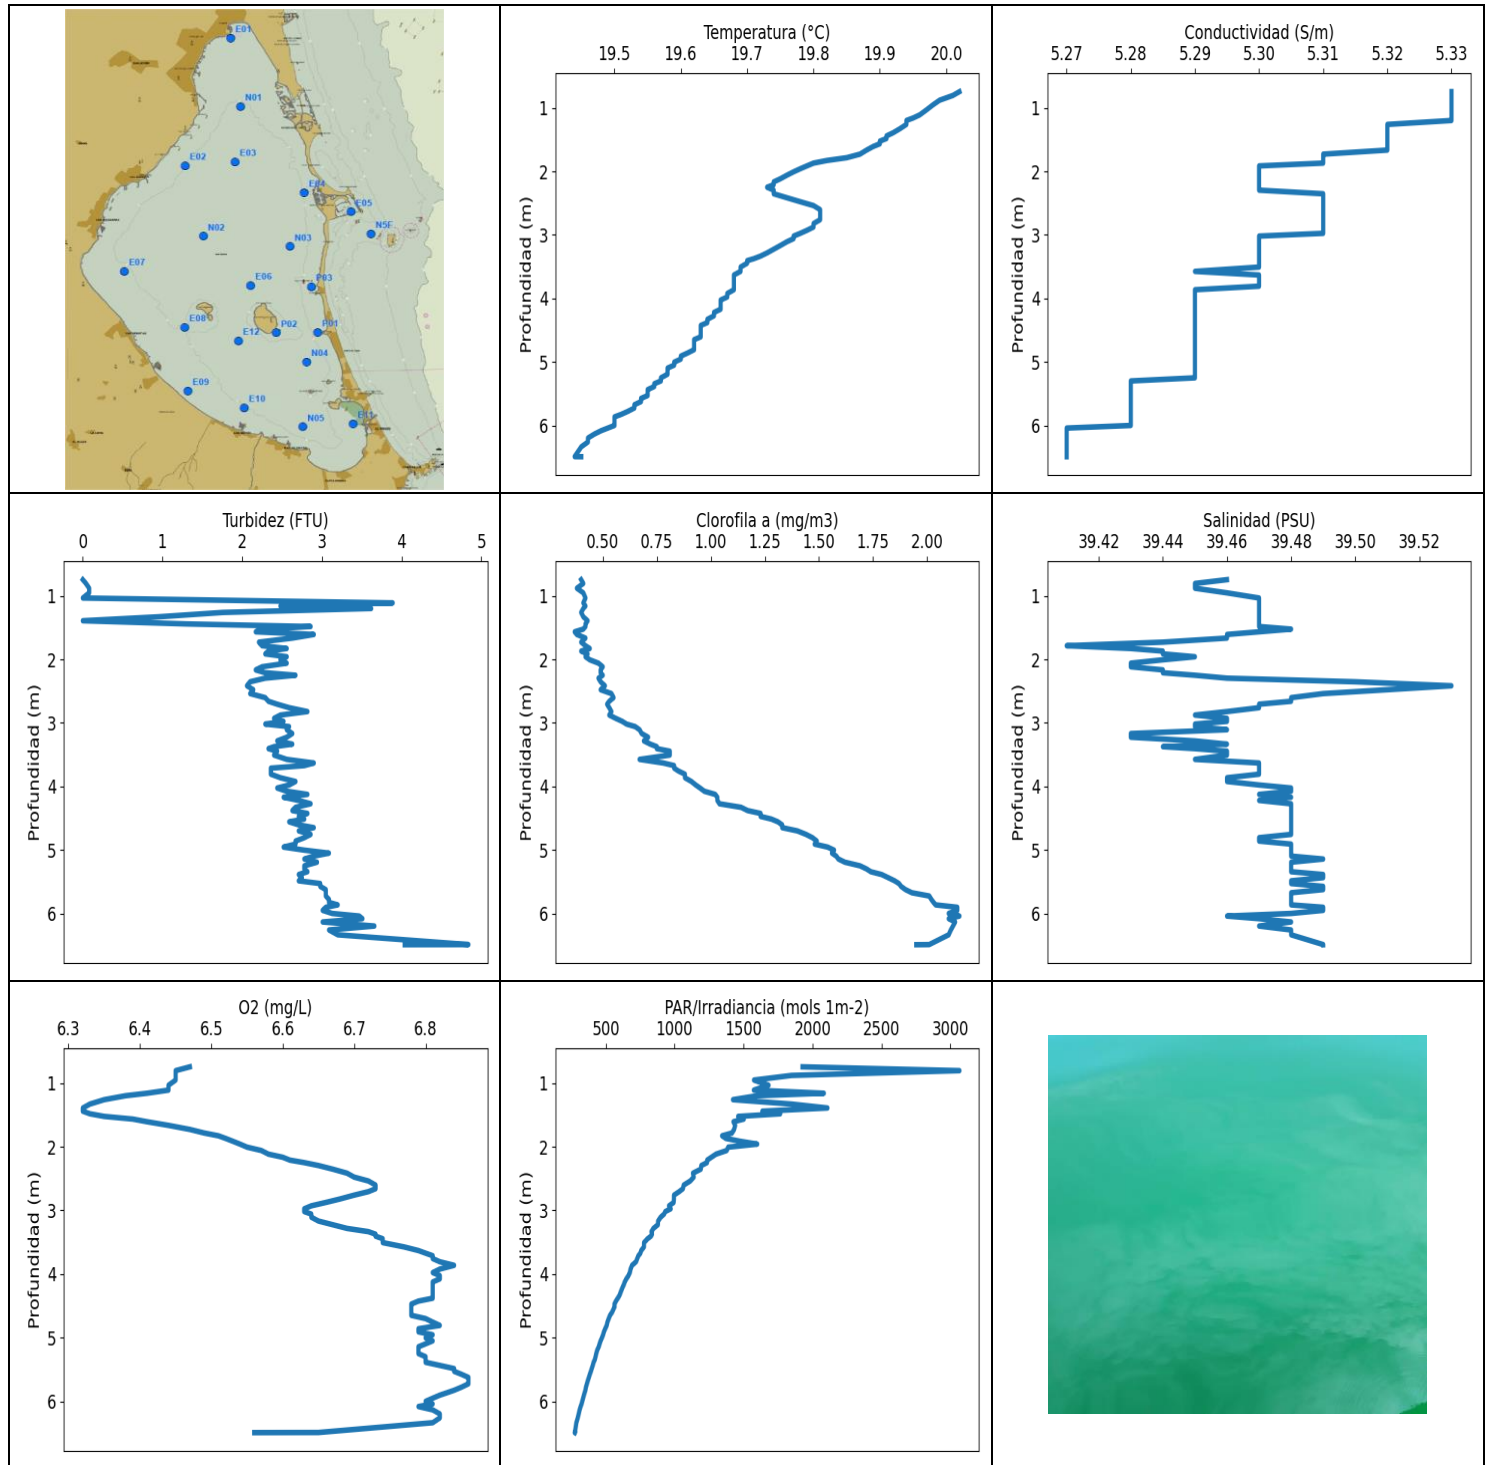 E01
N01
E02
E03
E04
E05
N5F
N02
N03
E07
E06
P03
E08
E12
P02
P01
N04
E09
E10
N05
E11
Temperatura (°C)
19.5 19.6 19.7 19.8 19.9 20.0
Profundidad (m)
1
2
3
4
5
6
Conductividad (S/m)
5.27 5.28 5.29 5.30 5.31 5.32 5.33
Profundidad (m)
1
2
3
4
5
6
Turbidez (FTU)
0 1 2 3 4 5
Profundidad (m)
1
2
3
4
5
6
Clorofila a (mg/m3)
0.50 0.75 1.00 1.25 1.50 1.75 2.00
Profundidad (m)
1
2
3
4
5
6
Salinidad (PSU)
39.42 39.44 39.46 39.48 39.50 39.52
Profundidad (m)
1
2
3
4
5
6
O2 (mg/L)
6.3 6.4 6.5 6.6 6.7 6.8
Profundidad (m)
1
2
3
4
5
6
PAR/Irradiancia (mols 1m-2)
500 1000 1500 2000 2500 3000
Profundidad (m)
1
2
3
4
5
6